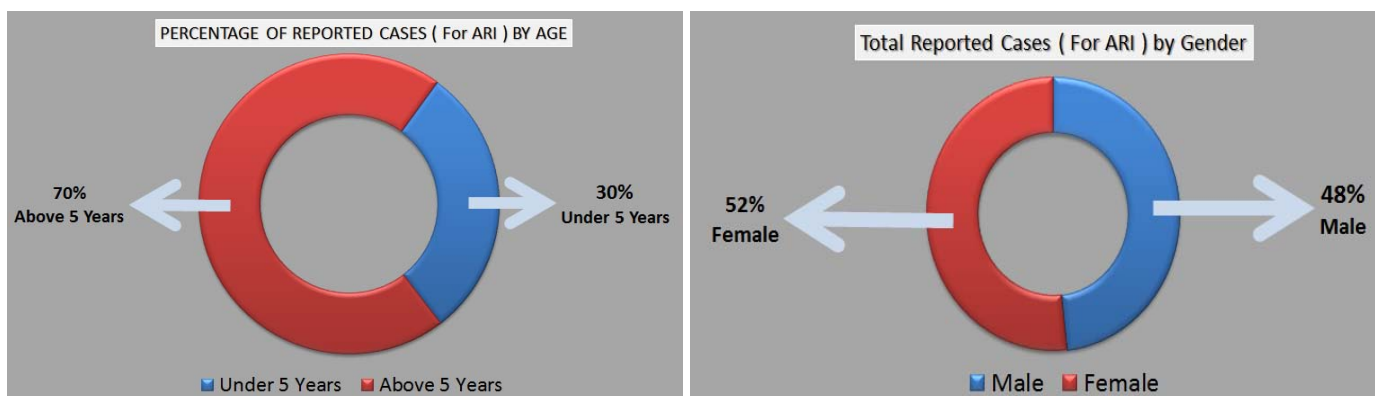 PERCENTAGE OF REPORTED CASES ( For ARI ) BY AGE
70%
Above 5 Years
30%
Under 5 Years
Under 5 Years Above 5 Years
Total Reported Cases ( For ARI ) by Gender
52%
Female
48%
Male
Male Female